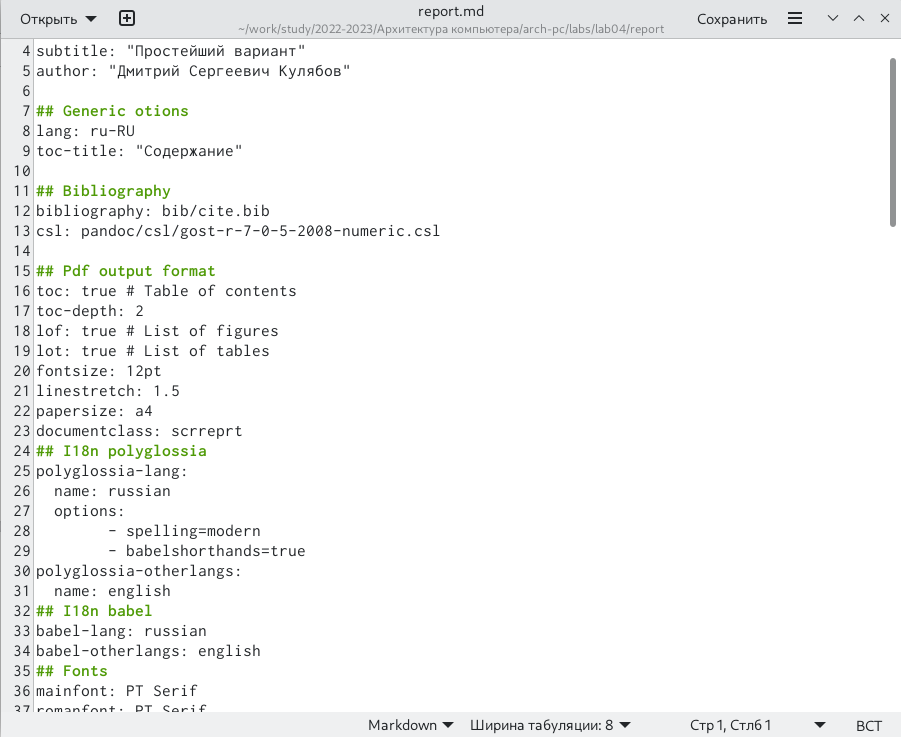 Открыть
report.md
~/work/study/2022-2023/Архитектура компьютера/arch-pc/labs/lab04/report
Сохранить
4 subtitle: "Простейший вариант"
5 author: "Дмитрий Сергеевич Кулябов"
6
7 ## Generic otions
8 lang: ru-RU
9 toc-title: "Содержание"
10
11 ## Bibliography
12 bibliography: bib/cite.bib
13 csl: pandoc/csl/gost-r-7-0-5-2008-numeric.csl
14
15 ## Pdf output format
16 toc: true # Table of contents
17 toc-depth: 2
18 lof: true # List of figures
19 lot: true # List of tables
20 fontsize: 12pt
21 linestretch: 1.5
22 papersize: a4
23 documentclass: scrreprt
24 ## I18n polyglossia
25 polyglossia-lang:
26   name: russian
27   options:
28         - spelling=modern
29         - babelshorthands=true
30 polyglossia-otherlangs:
31   name: english
32 ## I18n babel
33 babel-lang: russian
34 babel-otherlangs: english
35 ## Fonts
36 mainfont: PT Serif
37 romanfont: PT Serif
Markdown
Ширина табуляции: 8
Стр 1, Стлб 1
ВСТ